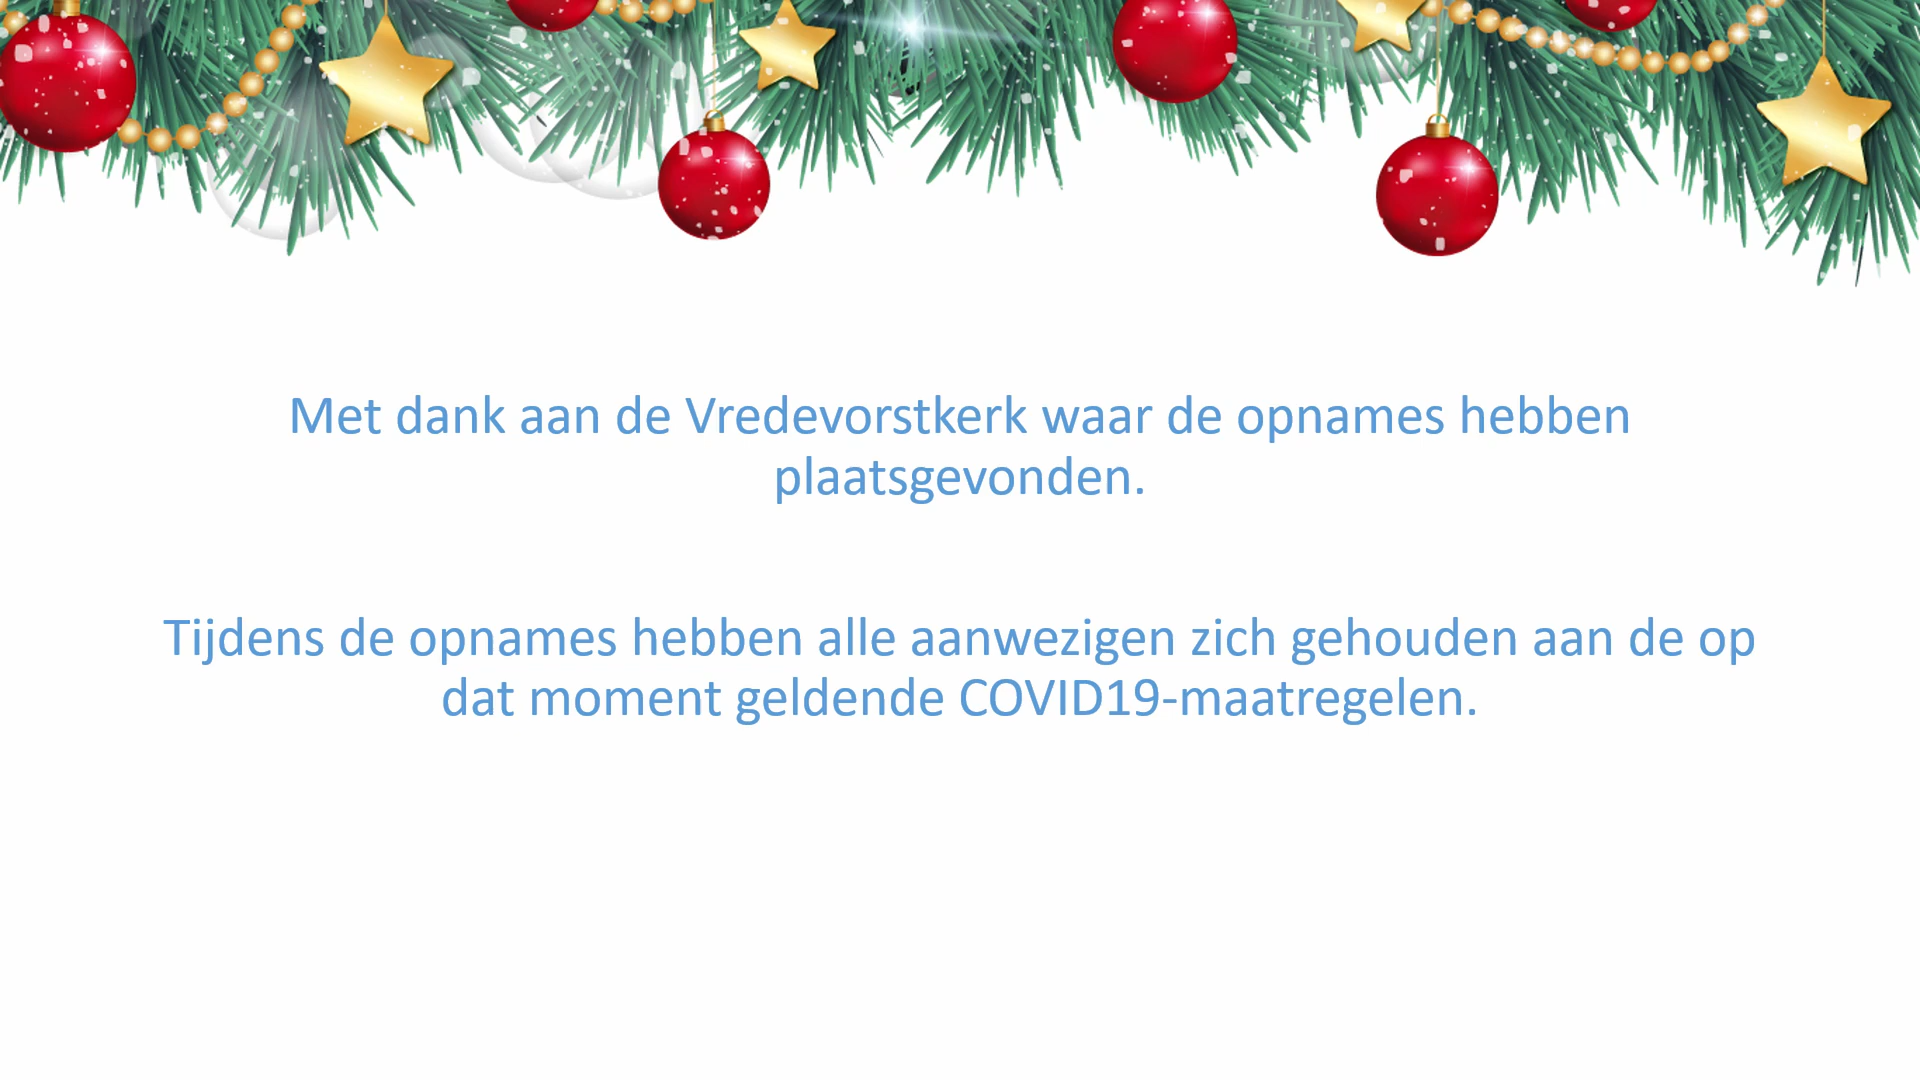 Met dank aan de Vredevorstkerk waar de opnames hebben
plaatsgevonden.
Tijdens de opnames hebben alle aanwezigen zich gehouden aan de op
dat moment geldende COVID19-maatregelen.